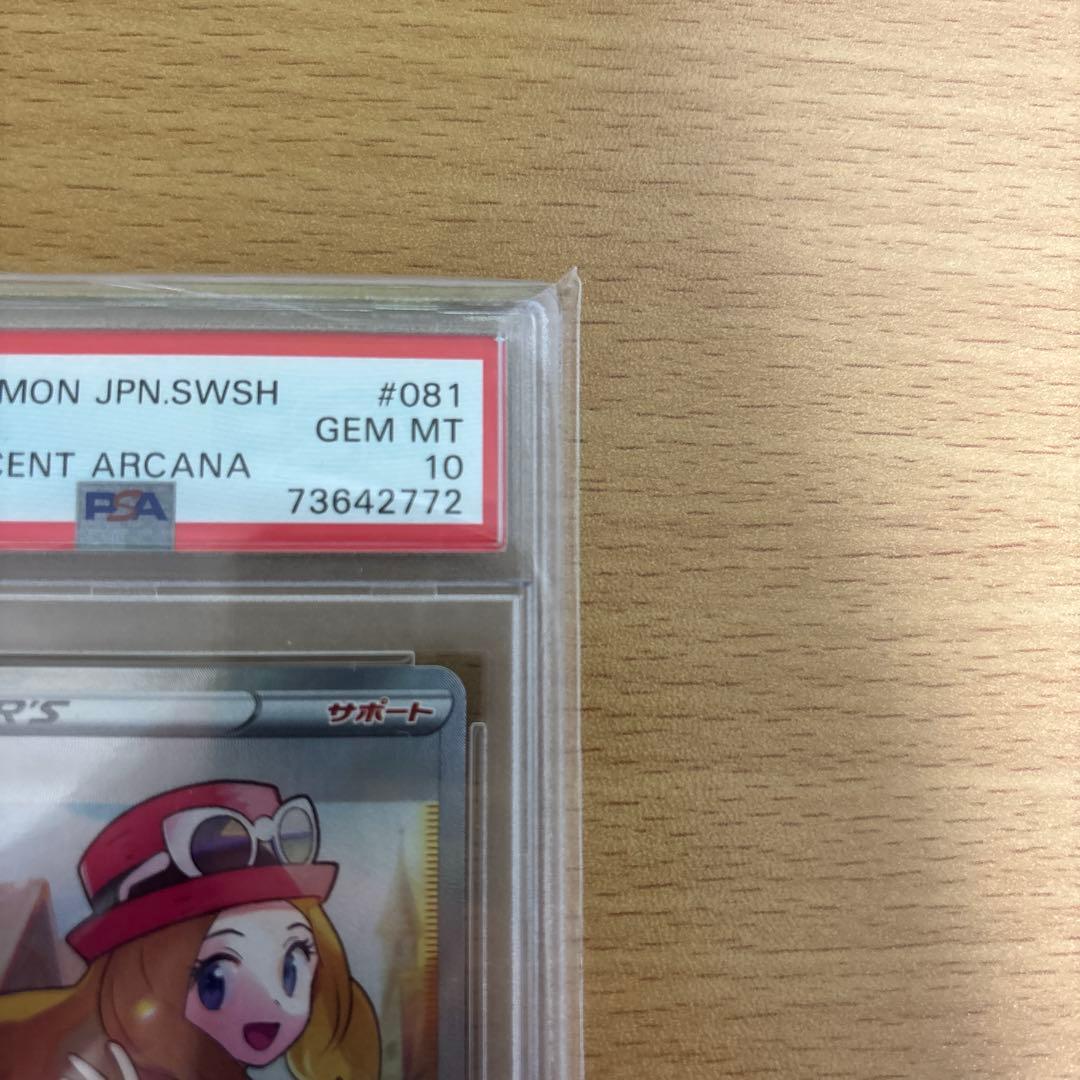 MON JPN.SWSH #081
GEM MT
CENT ARCANA 10
PSA 73642772
R'S サポート